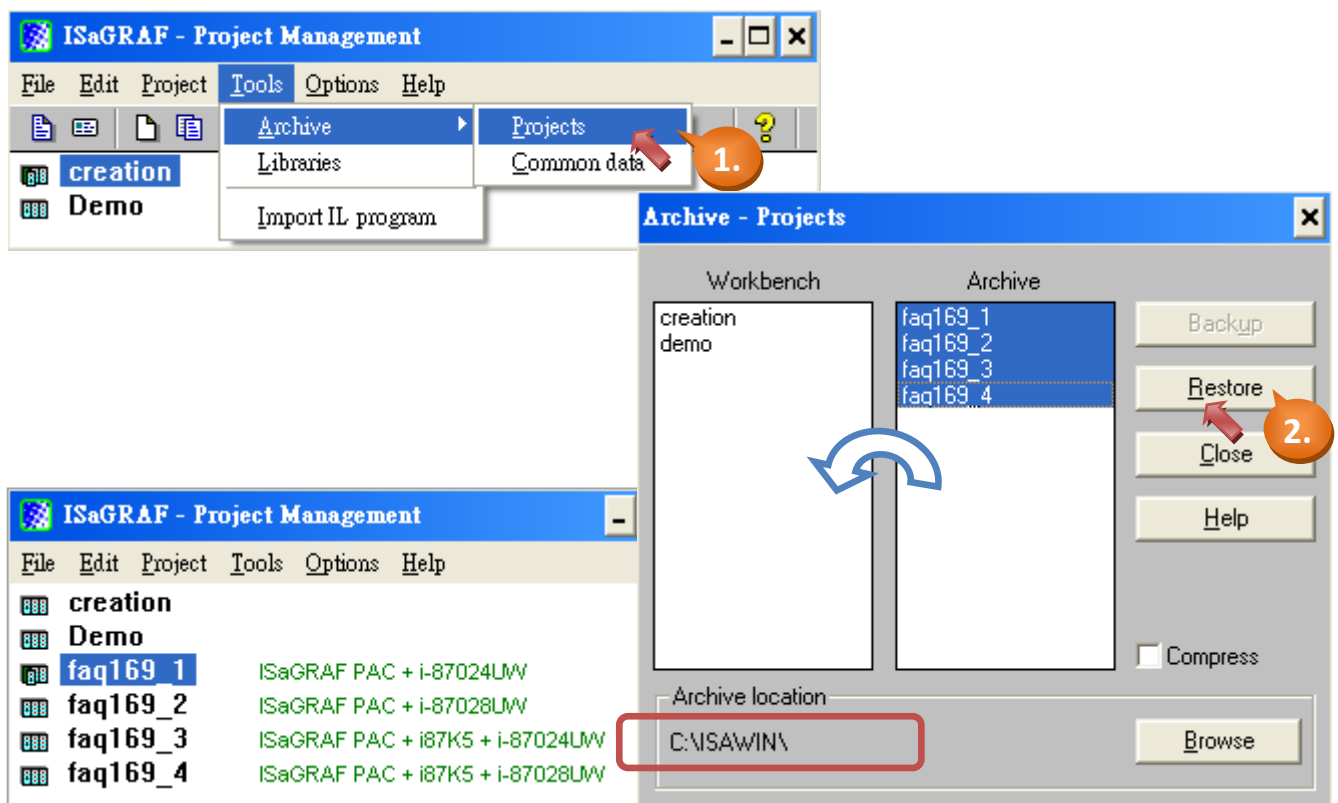 ISaGRAF - Project Management
File Edit Project Tools Options Help
Archive
Libraries
Import IL program
Projects
Common data
1.
creation
Demo
Archive - Projects
Workbench
Archive
creation
demo
faq169_1
faq169_2
faq169_3
faq169_4
Backup
Restore
2.
Close
Help
Compress
Archive location
C:\ISAWIN\
Browse
ISaGRAF - Project Management
File Edit Project Tools Options Help
creation
Demo
faq169_1 ISaGRAF PAC + i-87024UW
faq169_2 ISaGRAF PAC + i-87028UW
faq169_3 ISaGRAF PAC + i87K5 + i-87024UW
faq169_4 ISaGRAF PAC + i87K5 + i-87028UW